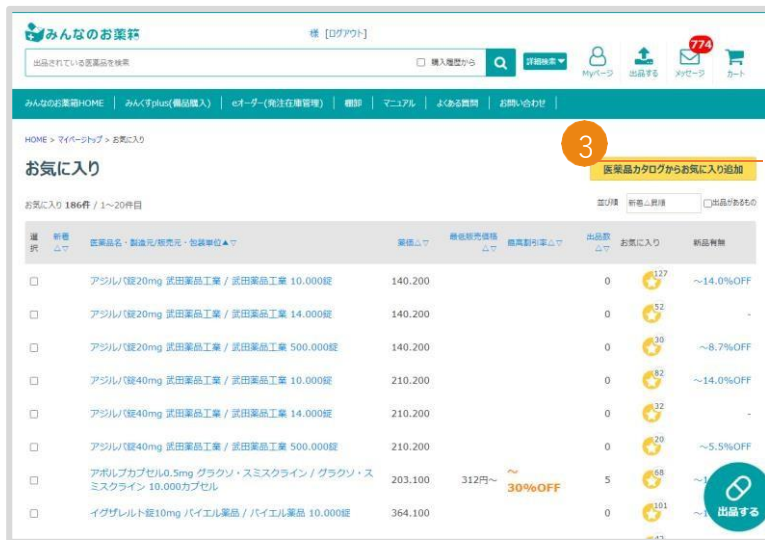 みんなのお薬箱
様 [ログアウト]
出品されている医薬品を検索
購入履歴から
詳細検索▼
Myページ
出品する
774
メッセージ
カート
みんなのお薬箱HOME | みんくすplus(備品購入) | eオーダー(発注在庫管理) | 棚卸 | マニュアル | よくある質問 | お問い合わせ |
HOME > マイページトップ > お気に入り
お気に入り
3
医薬品カタログからお気に入り追加
お気に入り 186件 / 1～20件目
並び順 新着△昇順 出品があるもの
選択 新着△▽ 医薬品名・製造元/販売元・包装単位▲▽ 薬価△▽ 最低販売価格△▽ 最高割引率△▽ 出品数△▽ お気に入り 新品有無
アジルバ錠20mg 武田薬品工業 / 武田薬品工業 10.000錠 140.200 0 127 ～14.0%OFF
アジルバ錠20mg 武田薬品工業 / 武田薬品工業 14.000錠 140.200 0 52 -
アジルバ錠20mg 武田薬品工業 / 武田薬品工業 500.000錠 140.200 0 30 ～8.7%OFF
アジルバ錠40mg 武田薬品工業 / 武田薬品工業 10.000錠 210.200 0 82 ～14.0%OFF
アジルバ錠40mg 武田薬品工業 / 武田薬品工業 14.000錠 210.200 0 32 -
アジルバ錠40mg 武田薬品工業 / 武田薬品工業 500.000錠 210.200 0 20 ～5.5%OFF
アボルブカプセル0.5mg グラクソ・スミスクライン / グラクソ・ス
ミスクライン 10.000カプセル 203.100 312円～ ～30%OFF 5 68 ～1
イグザレルト錠10mg バイエル薬品 / バイエル薬品 10.000錠 364.100 0 101 ～1
出品する